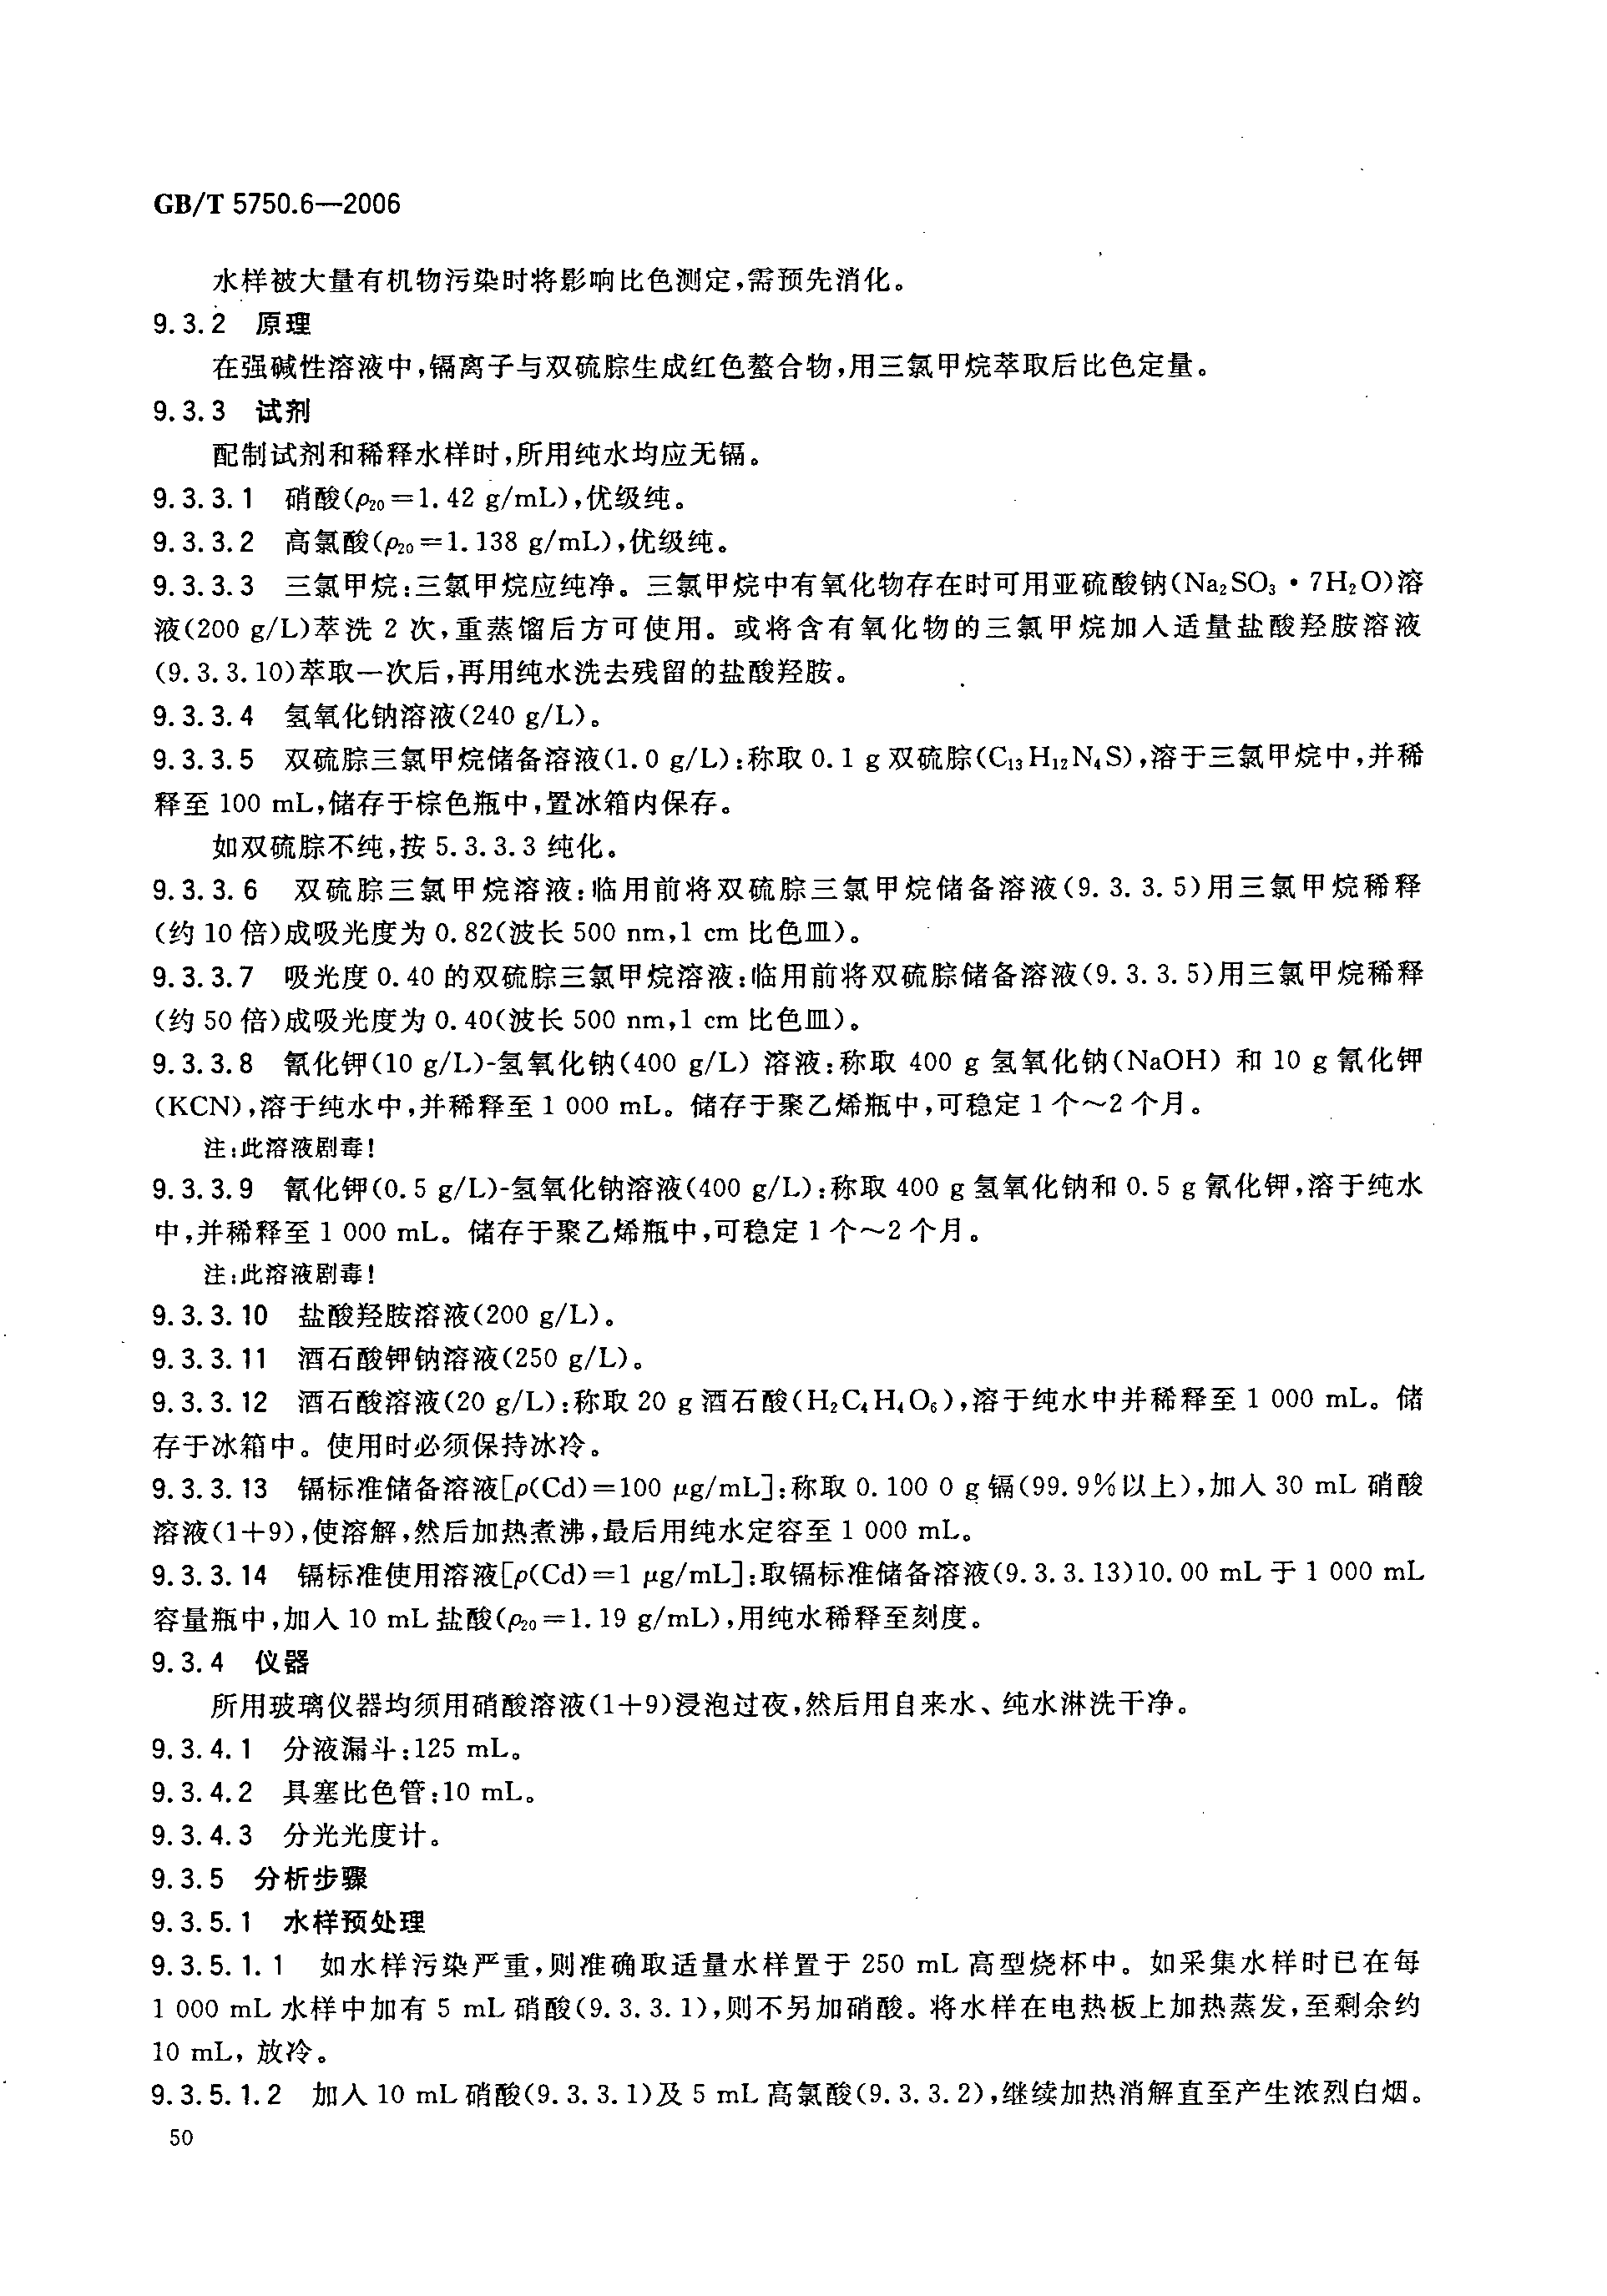 GB/T 5750.6—2006
水样被大量有机物污染时将影响比色测定,需预先消化。
9.3.2 原理
在强碱性溶液中,镉离子与双硫腙生成红色螯合物,用三氯甲烷萃取后比色定量。
9.3.3 试剂
配制试剂和稀释水样时,所用纯水均应无镉。
9.3.3.1 硝酸(ρ₂₀=1.42 g/mL),优级纯。
9.3.3.2 高氯酸(ρ₂₀=1.138 g/mL),优级纯。
9.3.3.3 三氯甲烷:三氯甲烷应纯净。三氯甲烷中有氧化物存在时可用亚硫酸钠(Na₂SO₃·7H₂O)溶
液(200 g/L)萃洗 2 次,重蒸馏后方可使用。或将含有氧化物的三氯甲烷加入适量盐酸羟胺溶液
(9.3.3.10)萃取一次后,再用纯水洗去残留的盐酸羟胺。
9.3.3.4 氢氧化钠溶液(240 g/L)。
9.3.3.5 双硫腙三氯甲烷储备溶液(1.0 g/L):称取 0.1 g 双硫腙(C₁₃H₁₂N₄S),溶于三氯甲烷中,并稀
释至 100 mL,储存于棕色瓶中,置冰箱内保存。
如双硫腙不纯,按 5.3.3.3 纯化。
9.3.3.6 双硫腙三氯甲烷溶液:临用前将双硫腙三氯甲烷储备溶液(9.3.3.5)用三氯甲烷稀释
(约 10 倍)成吸光度为 0.82(波长 500 nm,1 cm 比色皿)。
9.3.3.7 吸光度 0.40 的双硫腙三氯甲烷溶液:临用前将双硫腙储备溶液(9.3.3.5)用三氯甲烷稀释
(约 50 倍)成吸光度为 0.40(波长 500 nm,1 cm 比色皿)。
9.3.3.8 氰化钾(10 g/L)-氢氧化钠(400 g/L) 溶液:称取 400 g 氢氧化钠(NaOH) 和 10 g 氰化钾
(KCN),溶于纯水中,并稀释至 1 000 mL。储存于聚乙烯瓶中,可稳定 1 个~2 个月。
注:此溶液剧毒!
9.3.3.9 氰化钾(0.5 g/L)-氢氧化钠溶液(400 g/L):称取 400 g 氢氧化钠和 0.5 g 氰化钾,溶于纯水
中,并稀释至 1 000 mL。储存于聚乙烯瓶中,可稳定 1 个~2 个月。
注:此溶液剧毒!
9.3.3.10 盐酸羟胺溶液(200 g/L)。
9.3.3.11 酒石酸钾钠溶液(250 g/L)。
9.3.3.12 酒石酸溶液(20 g/L):称取 20 g 酒石酸(H₂C₄H₄O₆),溶于纯水中并稀释至 1 000 mL。储
存于冰箱中。使用时必须保持冰冷。
9.3.3.13 镉标准储备溶液[ρ(Cd)=100 μg/mL]:称取 0.100 0 g 镉(99.9%以上),加入 30 mL 硝酸
溶液(1+9),使溶解,然后加热煮沸,最后用纯水定容至 1 000 mL。
9.3.3.14 镉标准使用溶液[ρ(Cd)=1 μg/mL]:取镉标准储备溶液(9.3.3.13)10.00 mL 于 1 000 mL
容量瓶中,加入 10 mL 盐酸(ρ₂₀=1.19 g/mL),用纯水稀释至刻度。
9.3.4 仪器
所用玻璃仪器均须用硝酸溶液(1+9)浸泡过夜,然后用自来水、纯水淋洗干净。
9.3.4.1 分液漏斗:125 mL。
9.3.4.2 具塞比色管:10 mL。
9.3.4.3 分光光度计。
9.3.5 分析步骤
9.3.5.1 水样预处理
9.3.5.1.1 如水样污染严重,则准确取适量水样置于 250 mL 高型烧杯中。如采集水样时已在每
1 000 mL 水样中加有 5 mL 硝酸(9.3.3.1),则不另加硝酸。将水样在电热板上加热蒸发,至剩余约
10 mL, 放冷。
9.3.5.1.2 加入 10 mL 硝酸(9.3.3.1)及 5 mL 高氯酸(9.3.3.2),继续加热消解直至产生浓烈白烟。
50